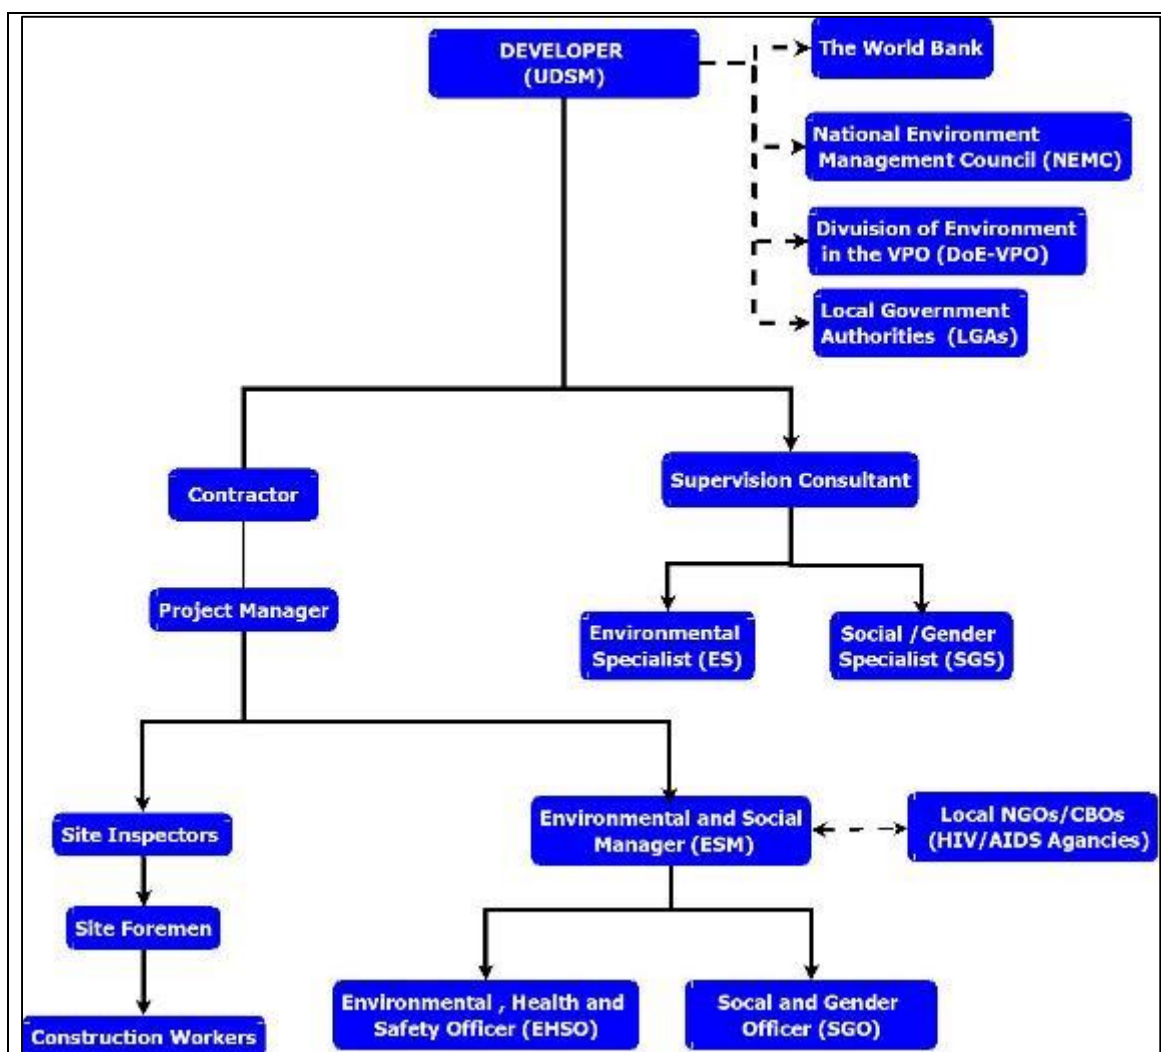 DEVELOPER
(UDSM)
The World Bank
National Environment
Management Council (NEMC)
Divuision of Environment
in the VPO (DoE-VPO)
Local Government
Authorities (LGAs)
Contractor
Supervision Consultant
Project Manager
Environmental
Specialist (ES)
Social /Gender
Specialist (SGS)
Site Inspectors
Environmental and Social
Manager (ESM)
Local NGOs/CBOs
(HIV/AIDS Agancies)
Site Foremen
Environmental , Health and
Safety Officer (EHSO)
Socal and Gender
Officer (SGO)
Construction Workers